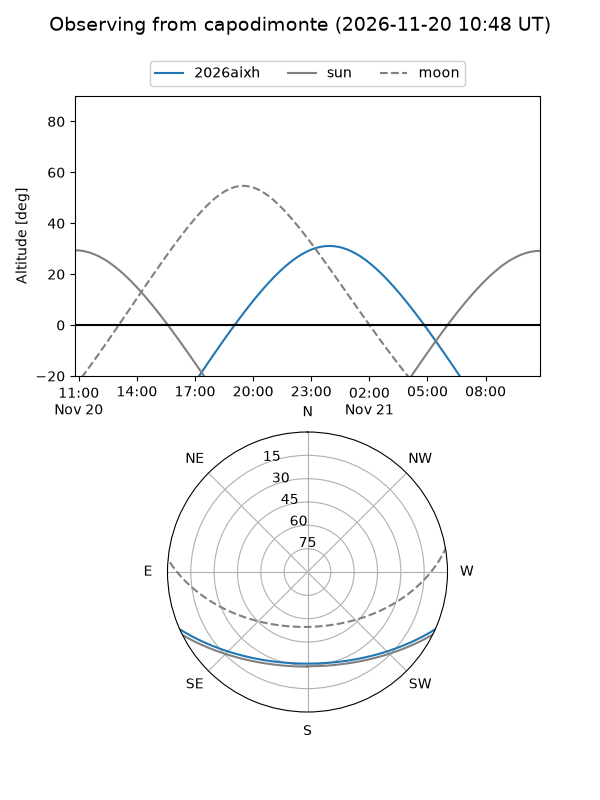 Observing from capodimonte (2026-11-20 10:48 UT)
2026aixh sun moon
Altitude [deg]
80
60
40
20
0
−20
11:00 14:00 17:00 20:00 23:00 02:00 05:00 08:00
Nov 20 Nov 21
N
NE NW
15
30
45
60
75
E W
SE SW
S